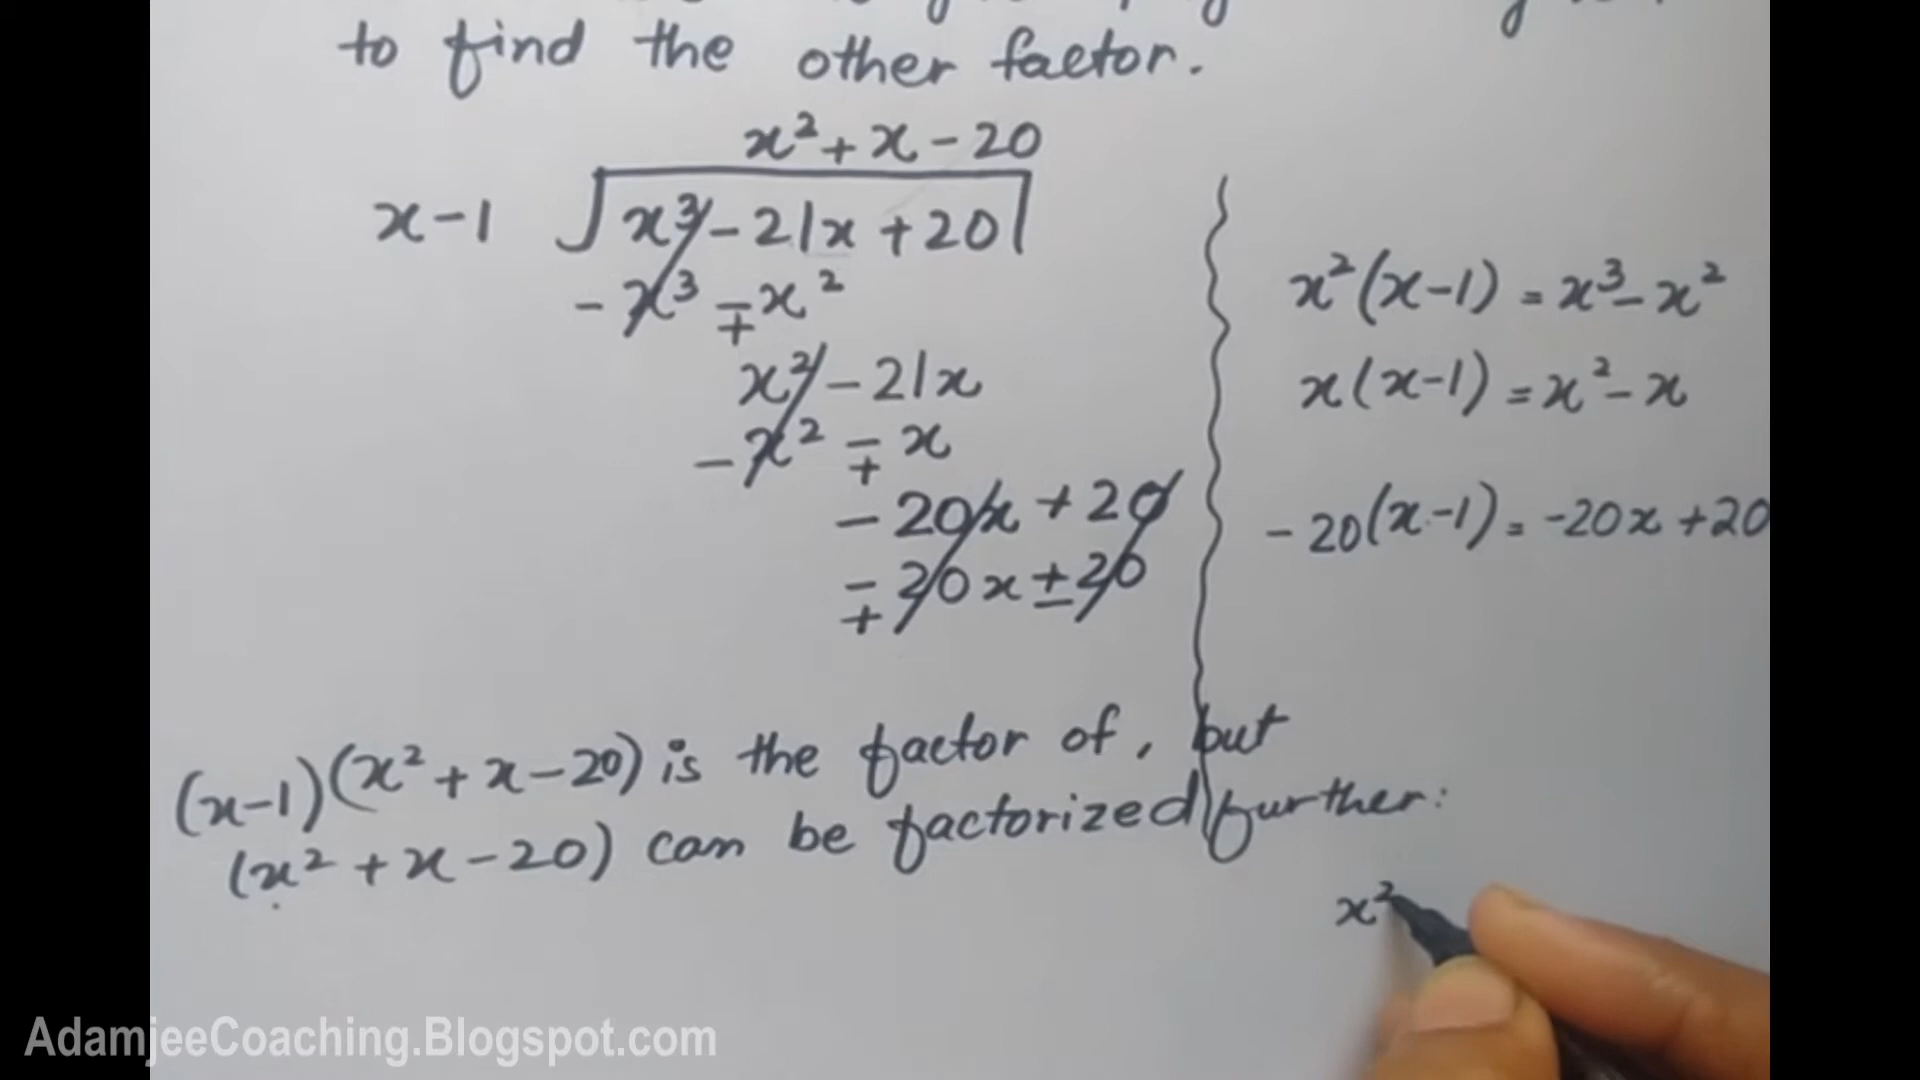 to find the other factor.
x² + x - 20
x - 1 x³ - 21x + 20
- x³ ∓ x²
x² - 21x
- x² ∓ x
- 20x + 20
∓ 20x ± 20
x²(x-1) = x³ - x²
x(x-1) = x² - x
- 20(x-1) = -20x + 20
(x-1)(x² + x - 20) is the factor of, but
(x² + x - 20) can be factorized further:
x²
AdamjeeCoaching.Blogspot.com